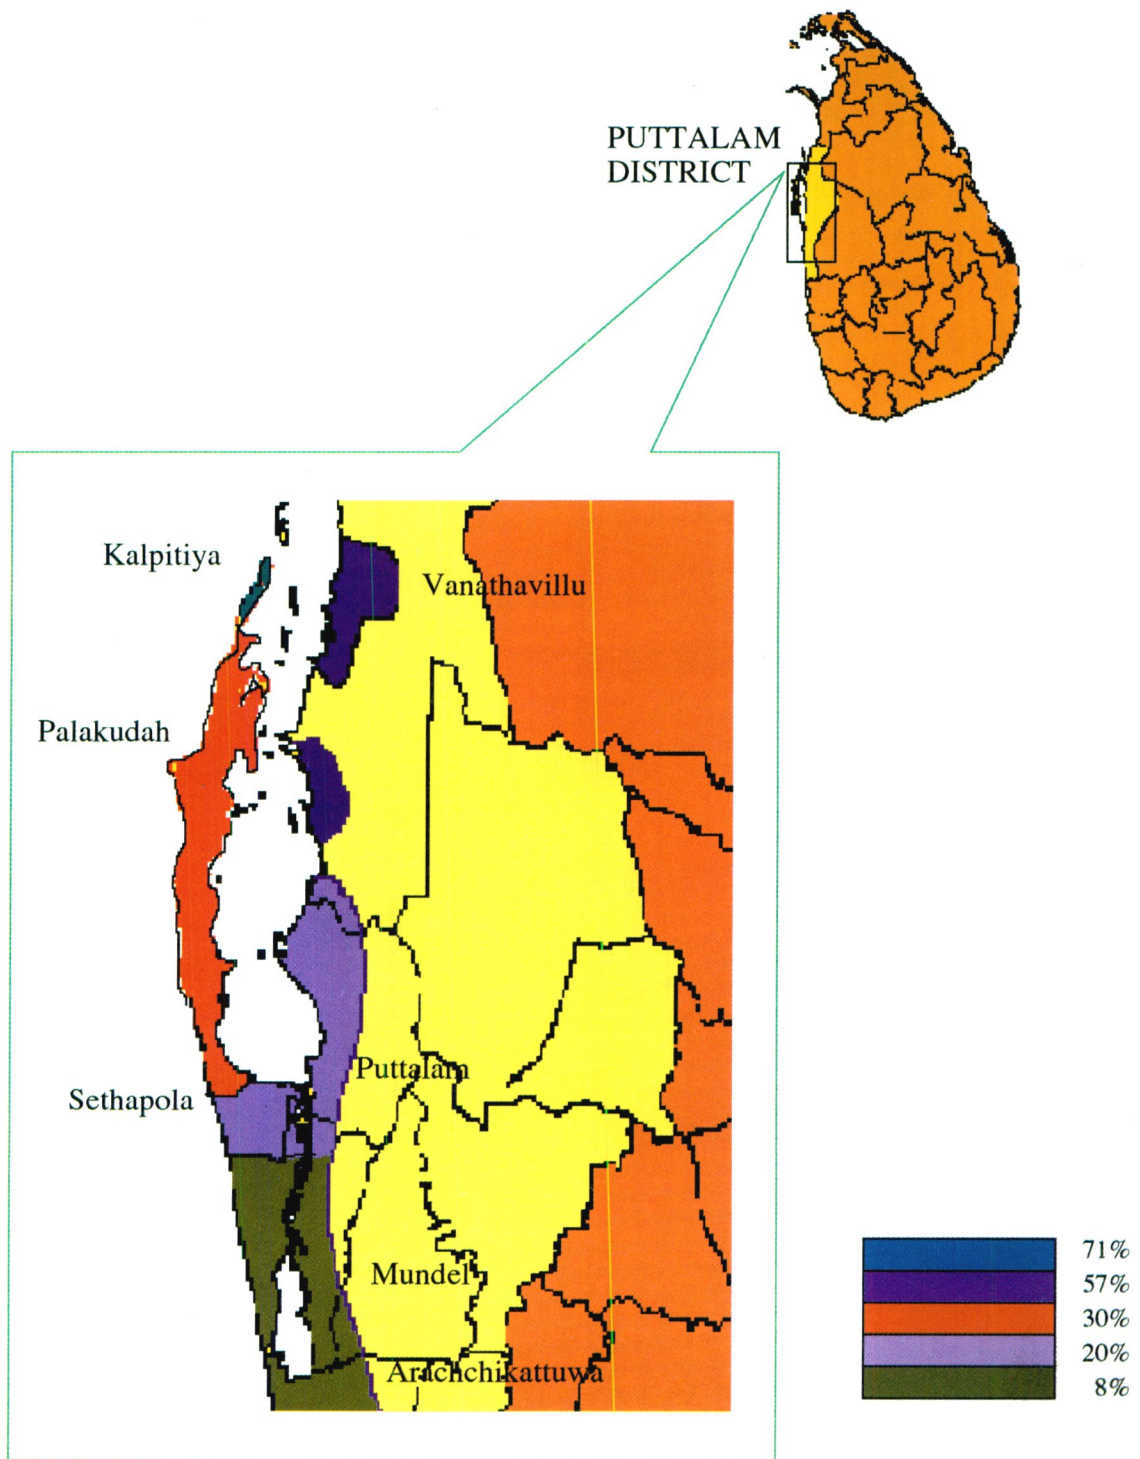 PUTTALAM
DISTRICT
Kalpitiya
Vanathavillu
Palakudah
Puttalam
Sethapola
Mundel
Arachchikattuwa
71%
57%
30%
20%
8%